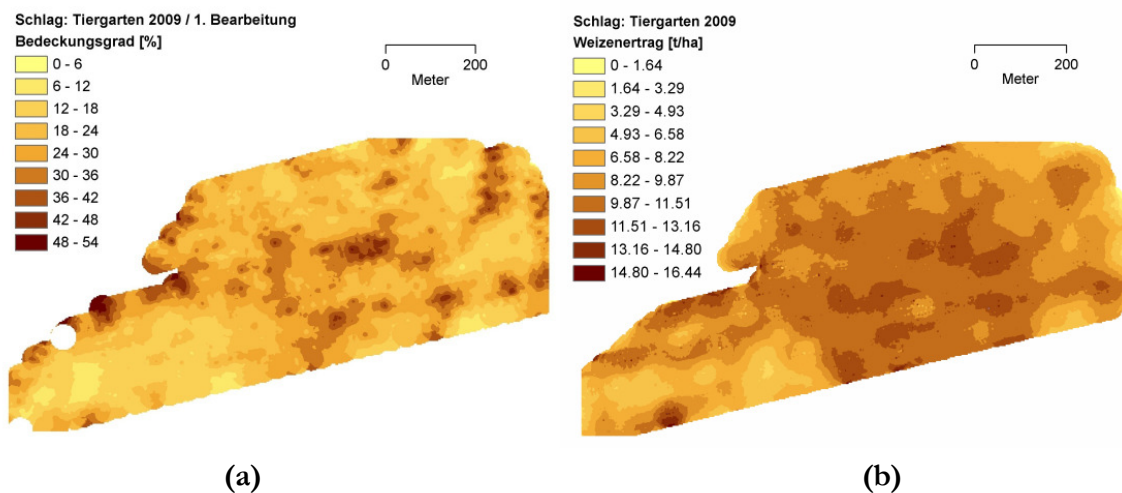 Schlag: Tiergarten 2009 / 1. Bearbeitung
Bedeckungsgrad [%]
0 - 6
6 - 12
12 - 18
18 - 24
24 - 30
30 - 36
36 - 42
42 - 48
48 - 54
0 200
Meter
Schlag: Tiergarten 2009
Weizenertrag [t/ha]
0 - 1.64
1.64 - 3.29
3.29 - 4.93
4.93 - 6.58
6.58 - 8.22
8.22 - 9.87
9.87 - 11.51
11.51 - 13.16
13.16 - 14.80
14.80 - 16.44
0 200
Meter
(a)
(b)